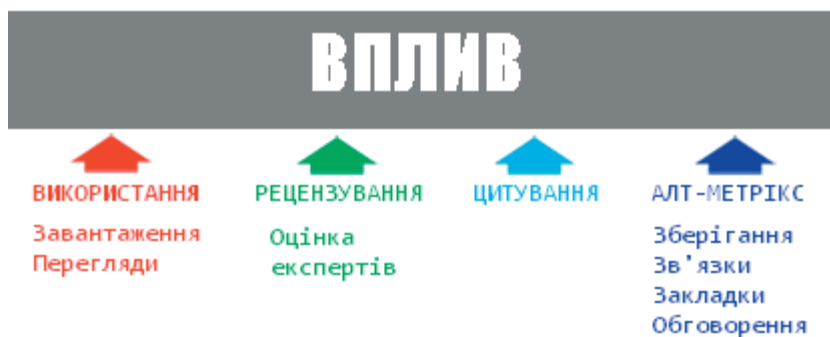 ВПЛИВ
ВИКОРИСТАННЯ
Завантаження
Перегляди
РЕЦЕНЗУВАННЯ
Оцінка
експертів
ЦИТУВАННЯ
АЛТ-МЕТРІКС
Зберігання
Зв'язки
Закладки
Обговорення